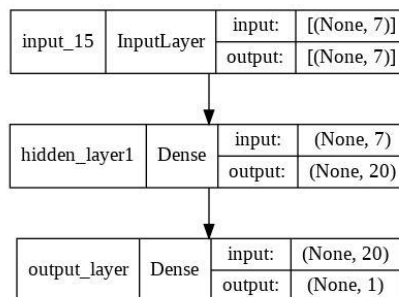 input_15 InputLayer input: [(None, 7)]
output: [(None, 7)]
hidden_layer1 Dense input: (None, 7)
output: (None, 20)
output_layer Dense input: (None, 20)
output: (None, 1)